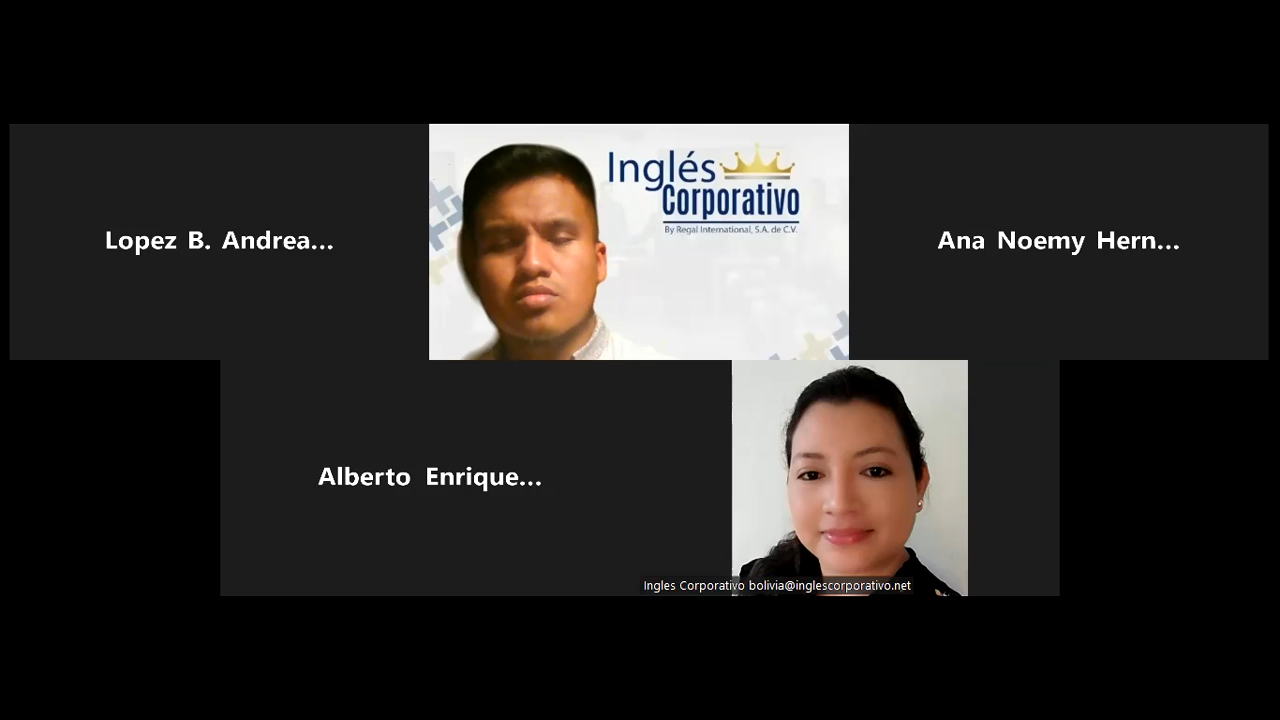 Lopez B. Andrea...
Inglés
Corporativo
By Regal International, S.A. de C.V.
Ana Noemy Hern...
Alberto Enrique...
Ingles Corporativo bolivia@inglescorporativo.net